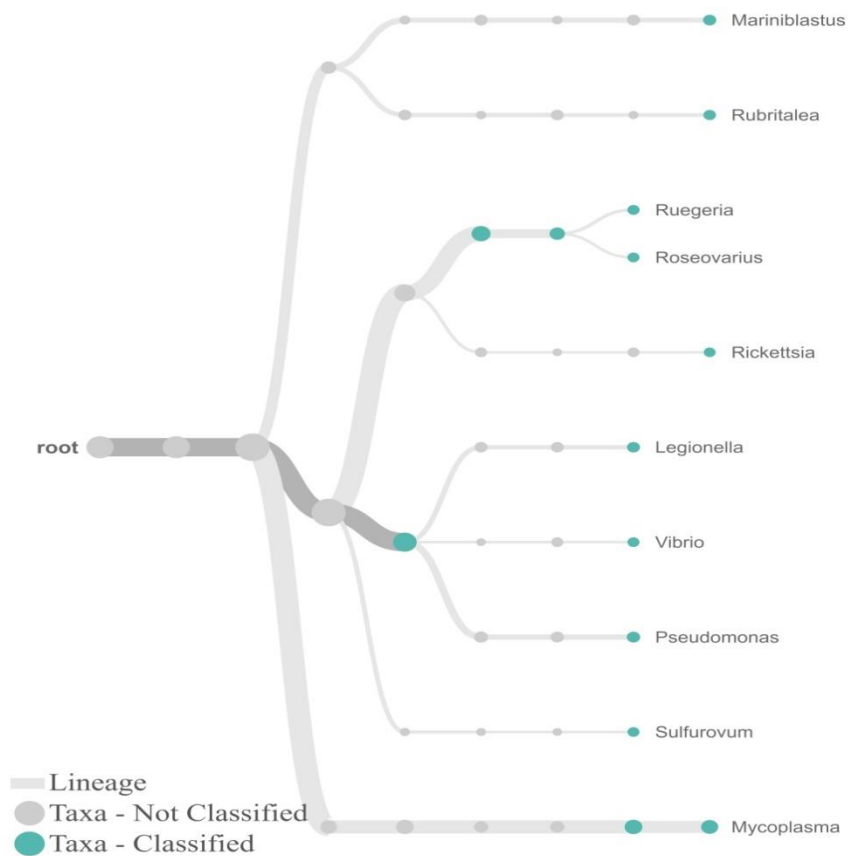 Mariniblastus
Rubritalea
Ruegeria
Roseovarius
Rickettsia
root
Legionella
Vibrio
Pseudomonas
Sulfurovum
Lineage
Taxa - Not Classified
Mycoplasma
Taxa - Classified